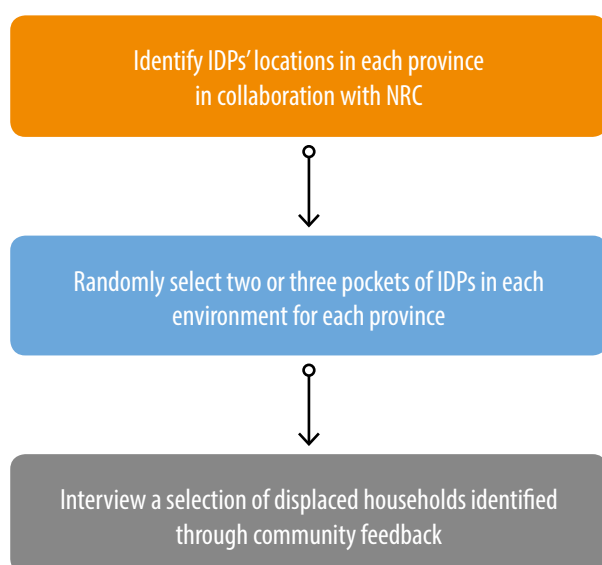 Identify IDPs’ locations in each province
in collaboration with NRC
Randomly select two or three pockets of IDPs in each
environment for each province
Interview a selection of displaced households identified
through community feedback